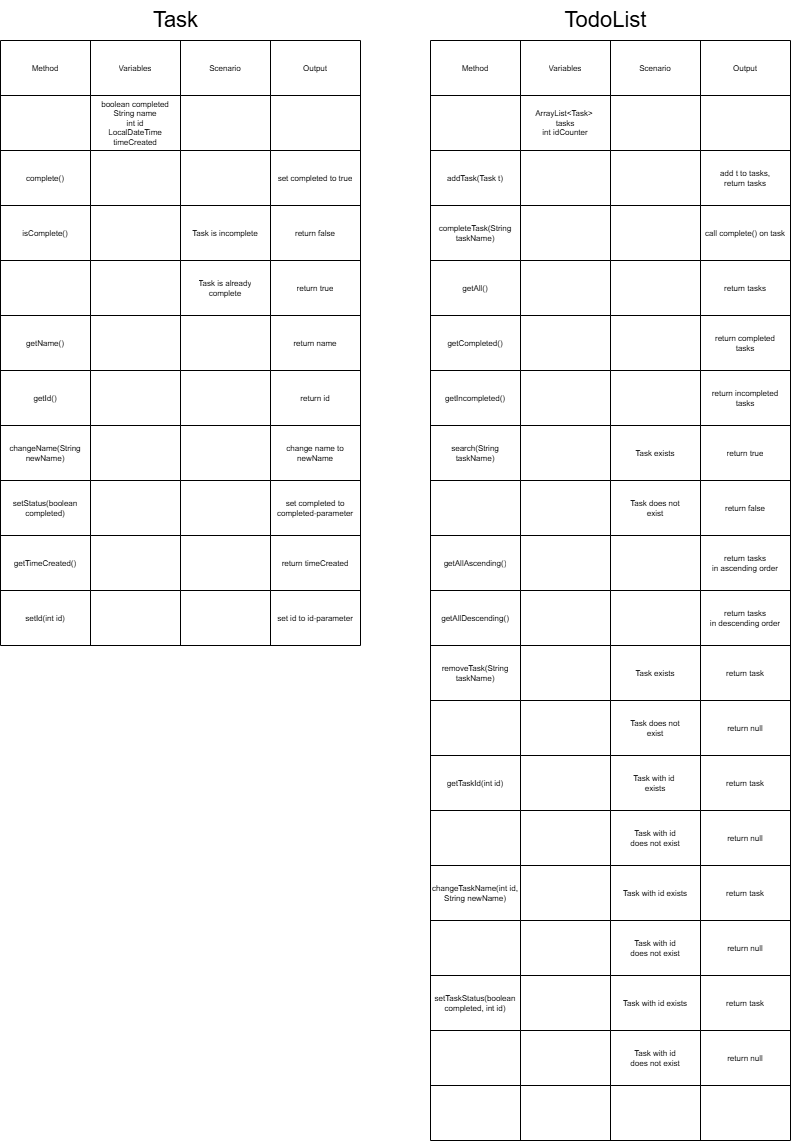 Task
Method
Variables
Scenario
Output
boolean completed
String name
int id
LocalDateTime
timeCreated
complete()
set completed to true
isComplete()
Task is incomplete
return false
Task is already
complete
return true
getName()
return name
getId()
return id
changeName(String
newName)
change name to
newName
setStatus(boolean
completed)
set completed to
completed-parameter
getTimeCreated()
return timeCreated
setId(int id)
set id to id-parameter
TodoList
Method
Variables
Scenario
Output
ArrayList<Task>
tasks
int idCounter
addTask(Task t)
add t to tasks,
return tasks
completeTask(String
taskName)
call complete() on task
getAll()
return tasks
getCompleted()
return completed
tasks
getIncompleted()
return incompleted
tasks
search(String
taskName)
Task exists
return true
Task does not
exist
return false
getAllAscending()
return tasks
in ascending order
getAllDescending()
return tasks
in descending order
removeTask(String
taskName)
Task exists
return task
Task does not
exist
return null
getTaskId(int id)
Task with id
exists
return task
Task with id
does not exist
return null
changeTaskName(int id,
String newName)
Task with id exists
return task
Task with id
does not exist
return null
setTaskStatus(boolean
completed, int id)
Task with id exists
return task
Task with id
does not exist
return null